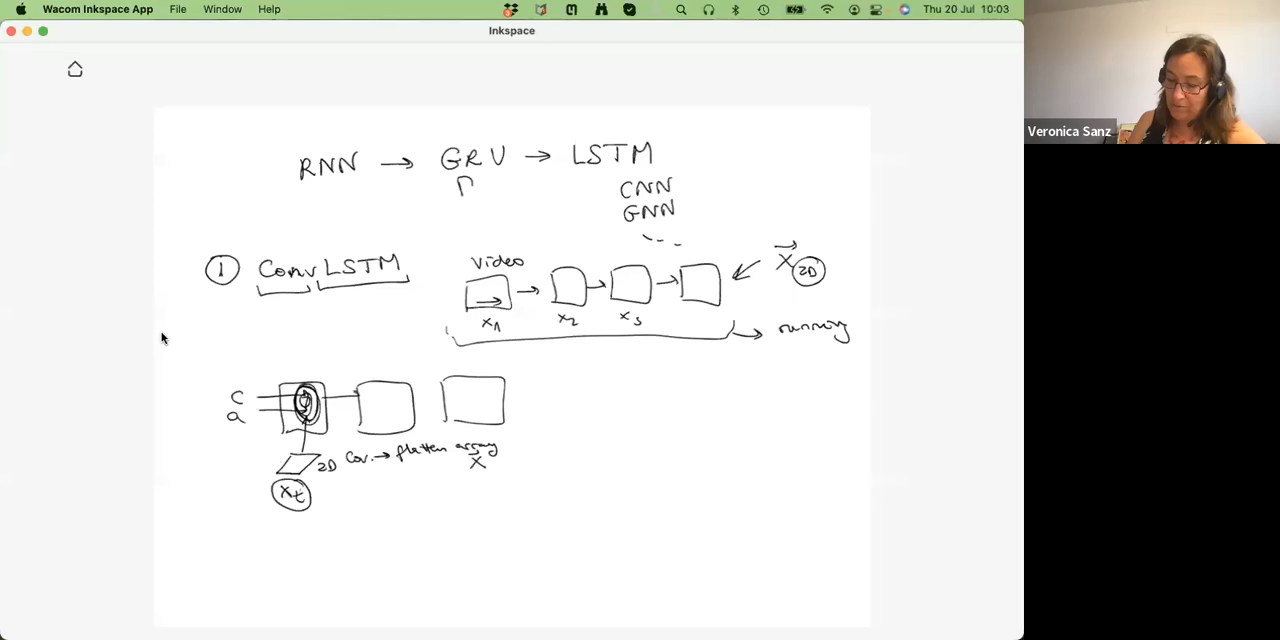 Wacom Inkspace App File Window Help Thu 20 Jul 10:03
Inkspace
Veronica Sanz
RNN → GRU → LSTM
Γ
CNN
GNN
...
① ConvLSTM
Video
X 2D
x1 x2 x3
→ running
C
a
2D Cov. → flatten array
X
Xt